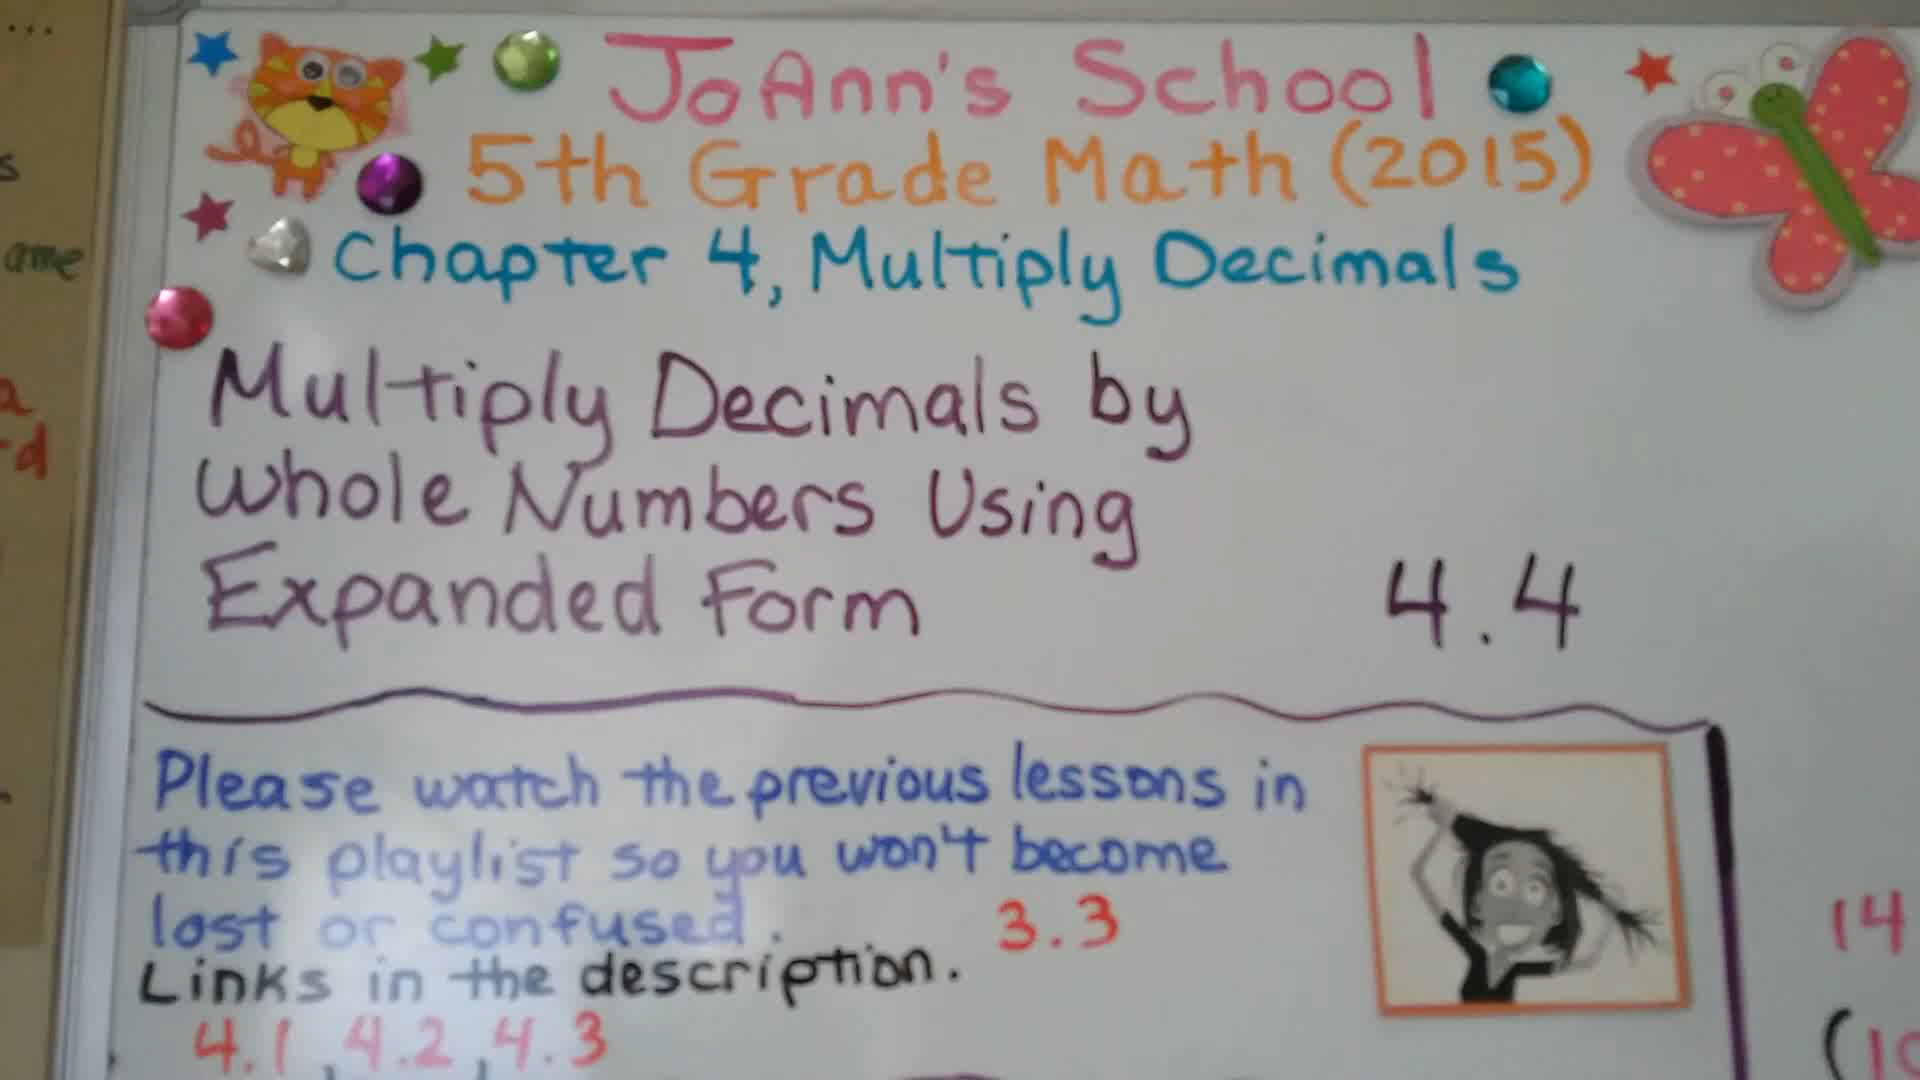 JoAnn's School
5th Grade Math (2015)
Chapter 4, Multiply Decimals
Multiply Decimals by
Whole Numbers Using
Expanded Form
4.4
Please watch the previous lessons in
this playlist so you won't become
lost or confused.
3.3
Links in the description.
4.1, 4.2, 4.3
14